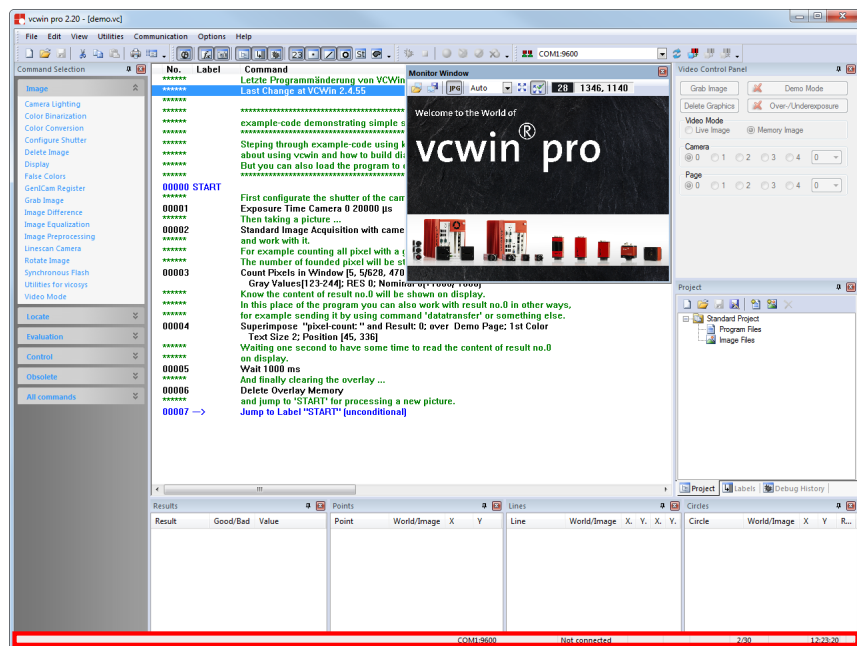 vcwin pro 2.20 - [demo.vc]
File Edit View Utilities Communication Options Help
COM1:9600
Command Selection
Image
Camera Lighting
Color Binarization
Color Conversion
Configure Shutter
Delete Image
Display
False Colors
GenICam Register
Grab Image
Image Difference
Image Equalization
Image Preprocessing
Linescan Camera
Rotate Image
Synchronous Flash
Utilities for vicosys
Video Mode
Locate
Evaluation
Control
Obsolete
All commands
No. Label Command
****** Letzte Programmänderung von VCWin
****** Last Change at VCWin 2.4.55
******
****** ******************************************
****** example-code demonstrating simple s
****** ******************************************
****** Steping through example-code using k
****** about using vcwin and how to build dia
****** But you can also load the program to
****** ******************************************
00000 START
****** First configurate the shutter of the cam
00001 Exposure Time Camera 0 20000 µs
****** Then taking a picture ...
00002 Standard Image Acquisition with came
****** and work with it.
****** For example counting all pixel with a g
****** The number of founded pixel will be st
00003 Count Pixels in Window [5, 5/628, 470
Gray Values[123-244]; RES 0; Nominal 0[-1000/ 1000]
****** Know the content of result no.0 will be shown on display.
****** In this place of the program you can also work with result no.0 in other ways,
****** for example sending it by using command 'datatransfer' or something else.
00004 Superimpose "pixel-count: " and Result: 0; over Demo Page; 1st Color
Text Size 2; Position [45, 336]
****** Waiting one second to have some time to read the content of result no.0
****** on display.
00005 Wait 1000 ms
****** And finally clearing the overlay ...
00006 Delete Overlay Memory
****** and jump to 'START' for processing a new picture.
00007 --> Jump to Label "START" (unconditional)
Monitor Window
JPG Auto 28 1346, 1140
Welcome to the World of
vcwin® pro
Video Control Panel
Grab Image Demo Mode
Delete Graphics Over-/Underexposure
Video Mode
Live Image Memory Image
Camera
0 1 2 3 4 0
Page
0 1 2 3 4 0
Project
Standard Project
Program Files
Image Files
Project Labels Debug History
Results
Result Good/Bad Value
Points
Point World/Image X Y
Lines
Line World/Image X. Y. X. Y.
Circles
Circle World/Image X Y R...
COM1:9600 Not connected 2/30 12:23:20